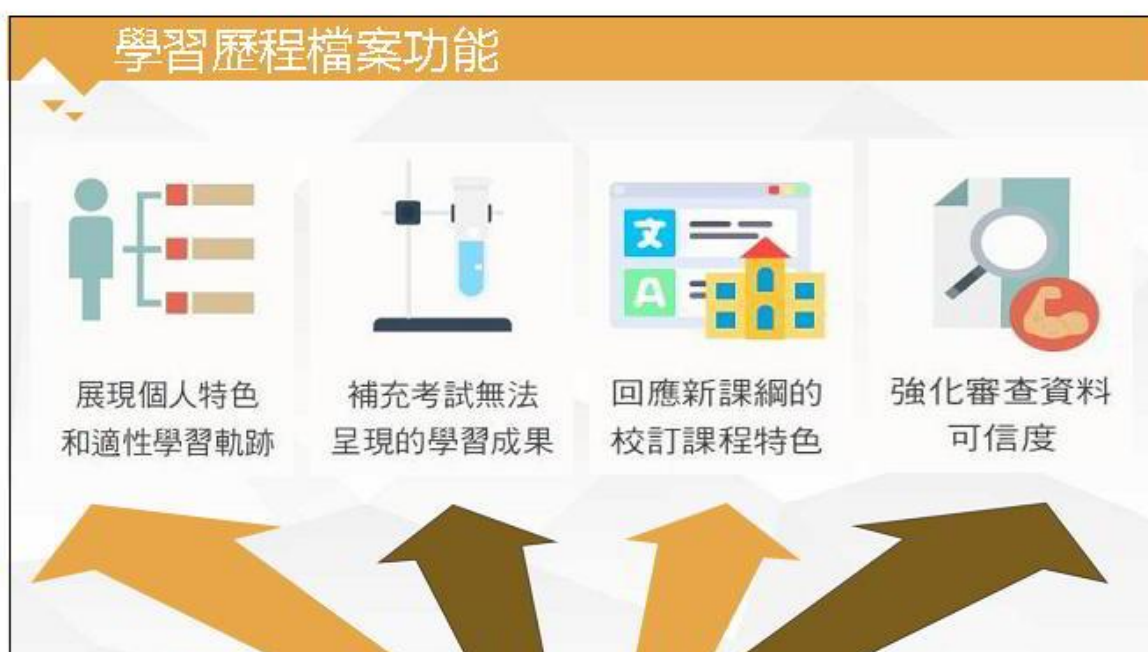 學習歷程檔案功能
文
A
展現個人特色
和適性學習軌跡
補充考試無法
呈現的學習成果
回應新課綱的
校訂課程特色
強化審查資料
可信度